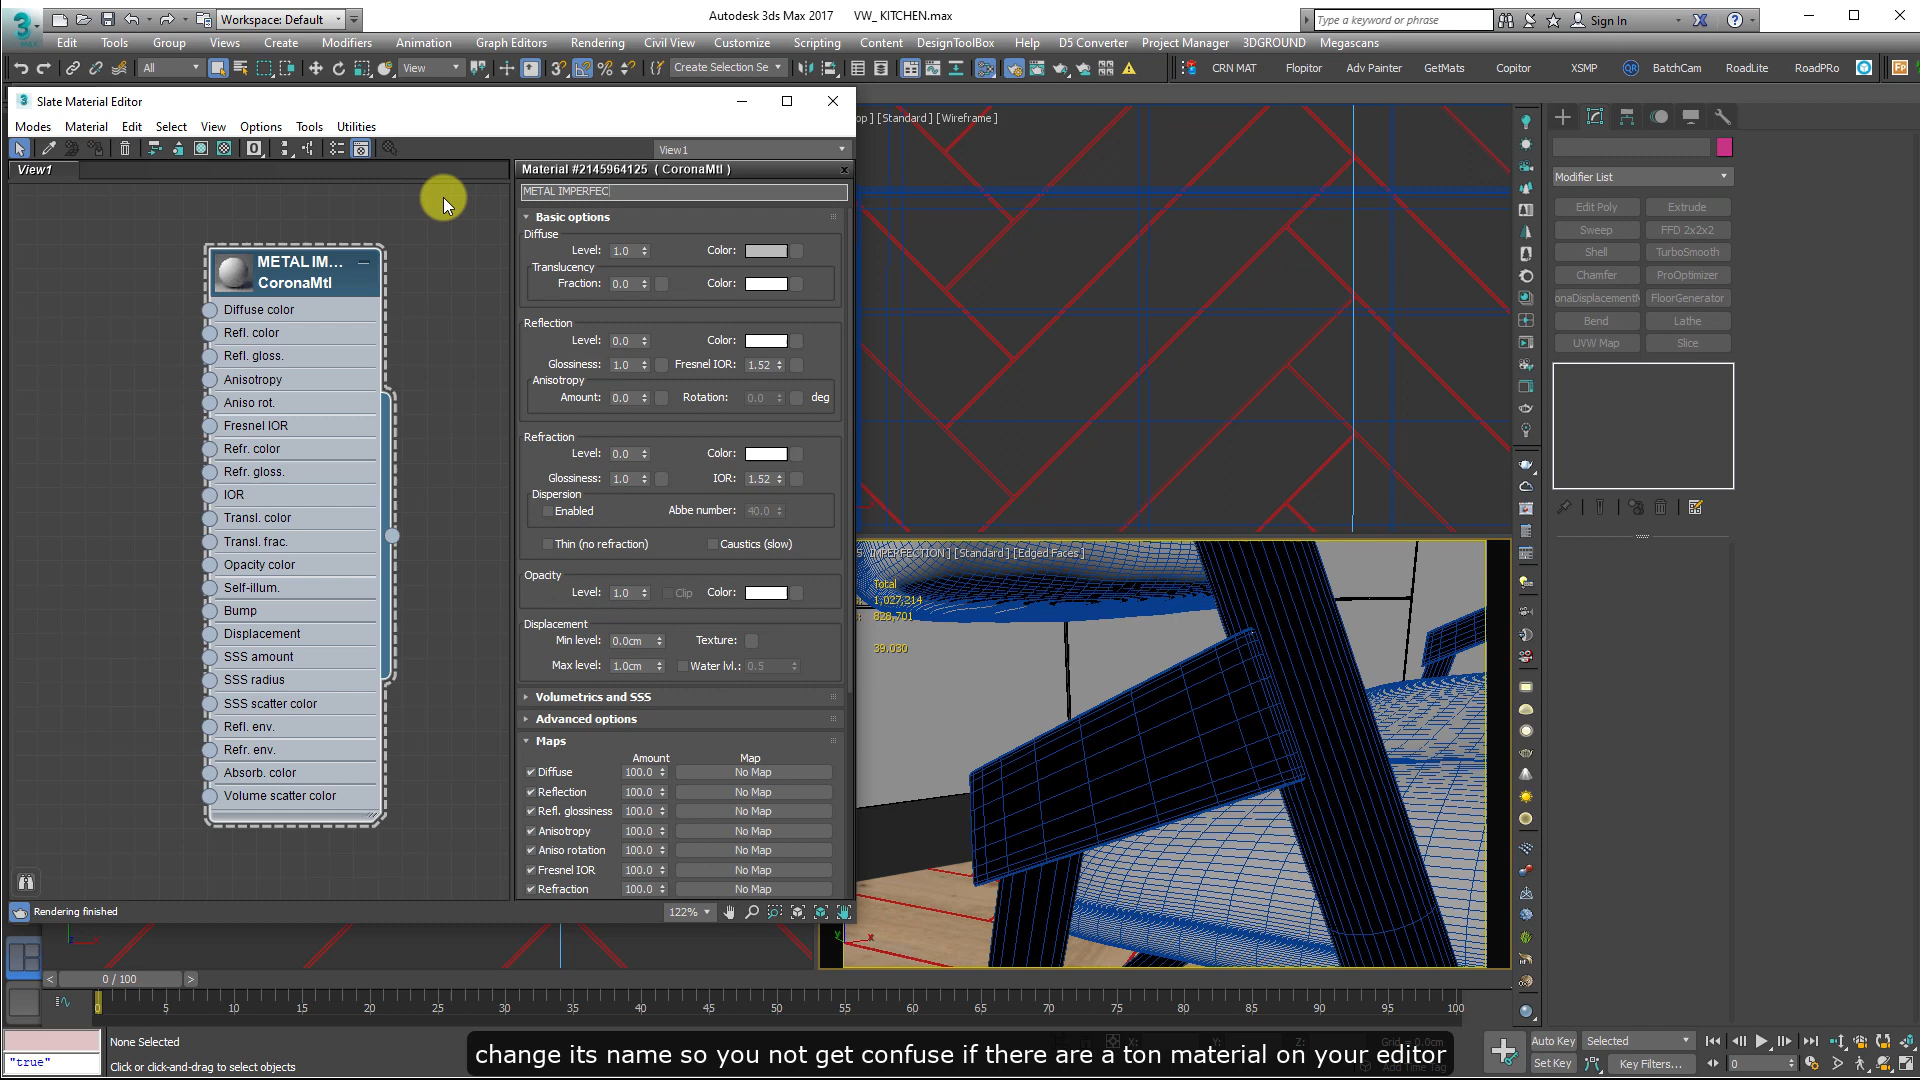 Workspace: Default
Autodesk 3ds Max 2017 VW_ KITCHEN.max
Type a keyword or phrase
Sign In
Edit Tools Group Views Create Modifiers Animation Graph Editors Rendering Civil View Customize Scripting Content DesignToolBox Help D5 Converter Project Manager 3DGROUND Megascans
All
View
Create Selection Se
CRN MAT Flopitor Adv Painter GetMats Copitor XSMP BatchCam RoadLite RoadPRo
Slate Material Editor
Modes Material Edit Select View Options Tools Utilities
View1
View1
Material #2145964125 ( CoronaMtl )
METAL IMPERFEC
METAL IM...
CoronaMtl
Diffuse color
Refl. color
Refl. gloss.
Anisotropy
Aniso rot.
Fresnel IOR
Refr. color
Refr. gloss.
IOR
Transl. color
Transl. frac.
Opacity color
Self-illum.
Bump
Displacement
SSS amount
SSS radius
SSS scatter color
Refl. env.
Refr. env.
Absorb. color
Volume scatter color
Basic options
Diffuse
Level: 1.0 Color:
Translucency
Fraction: 0.0 Color:
Reflection
Level: 0.0 Color:
Glossiness: 1.0 Fresnel IOR: 1.52
Anisotropy
Amount: 0.0 Rotation: 0.0 deg
Refraction
Level: 0.0 Color:
Glossiness: 1.0 IOR: 1.52
Dispersion
Enabled Abbe number: 40.0
Thin (no refraction) Caustics (slow)
Opacity
Level: 1.0 Clip Color:
Displacement
Min level: 0.0cm Texture:
Max level: 1.0cm Water lvl.: 0.5
Volumetrics and SSS
Advanced options
Maps
Amount Map
Diffuse 100.0 No Map
Reflection 100.0 No Map
Refl. glossiness 100.0 No Map
Anisotropy 100.0 No Map
Aniso rotation 100.0 No Map
Fresnel IOR 100.0 No Map
Refraction 100.0 No Map
Rendering finished
122%
op ] [ Standard ] [ Wireframe ]
IMPERFECTION ] [ Standard ] [ Edged Faces ]
Total
1,027,214
828,701
39.030
y
x
Modifier List
Edit Poly Extrude
Sweep FFD 2x2x2
Shell TurboSmooth
Chamfer ProOptimizer
onaDisplacementM FloorGenerator
Bend Lathe
UVW Map Slice
0 / 100
0 5 10 15 20 25 30 35 40 45 50 55 60 65 70 75 80 85 90 95 100
"true"
None Selected
Click or click-and-drag to select objects
change its name so you not get confuse if there are a ton material on your editor
Add Time Tag
Auto Key Selected
Set Key Key Filters...
0